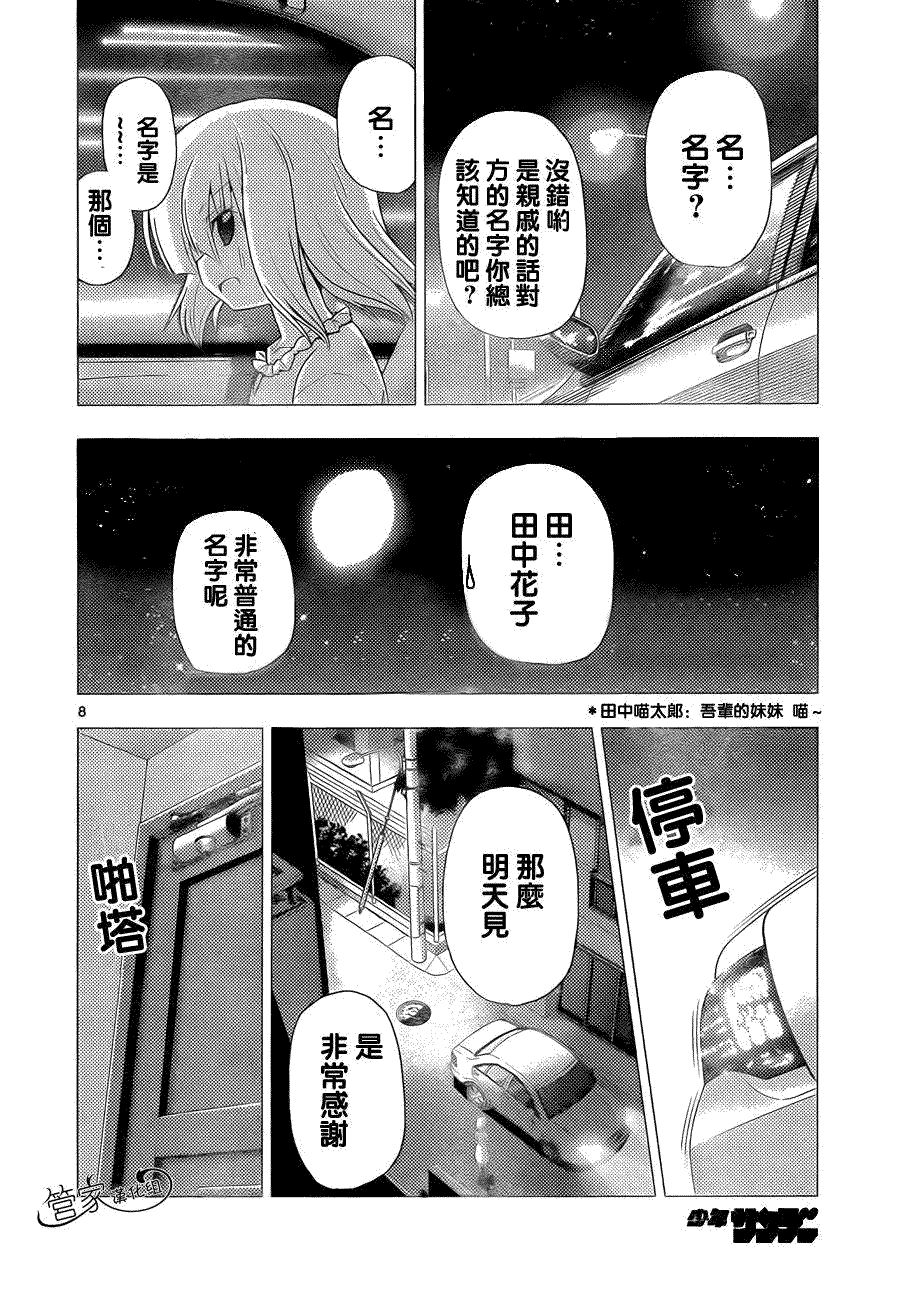 名…
名字？
沒錯喲
是親戚的話對
方的名字你總
該知道的吧？
名…
名字是
～～…
那個…
田…
田中花子
非常普通的
名字呢
8
*田中喵太郎：吾輩的妹妹 喵～
停車
那麼
明天見
是
非常感謝
啪塔
管家漢化組
少年サンデー